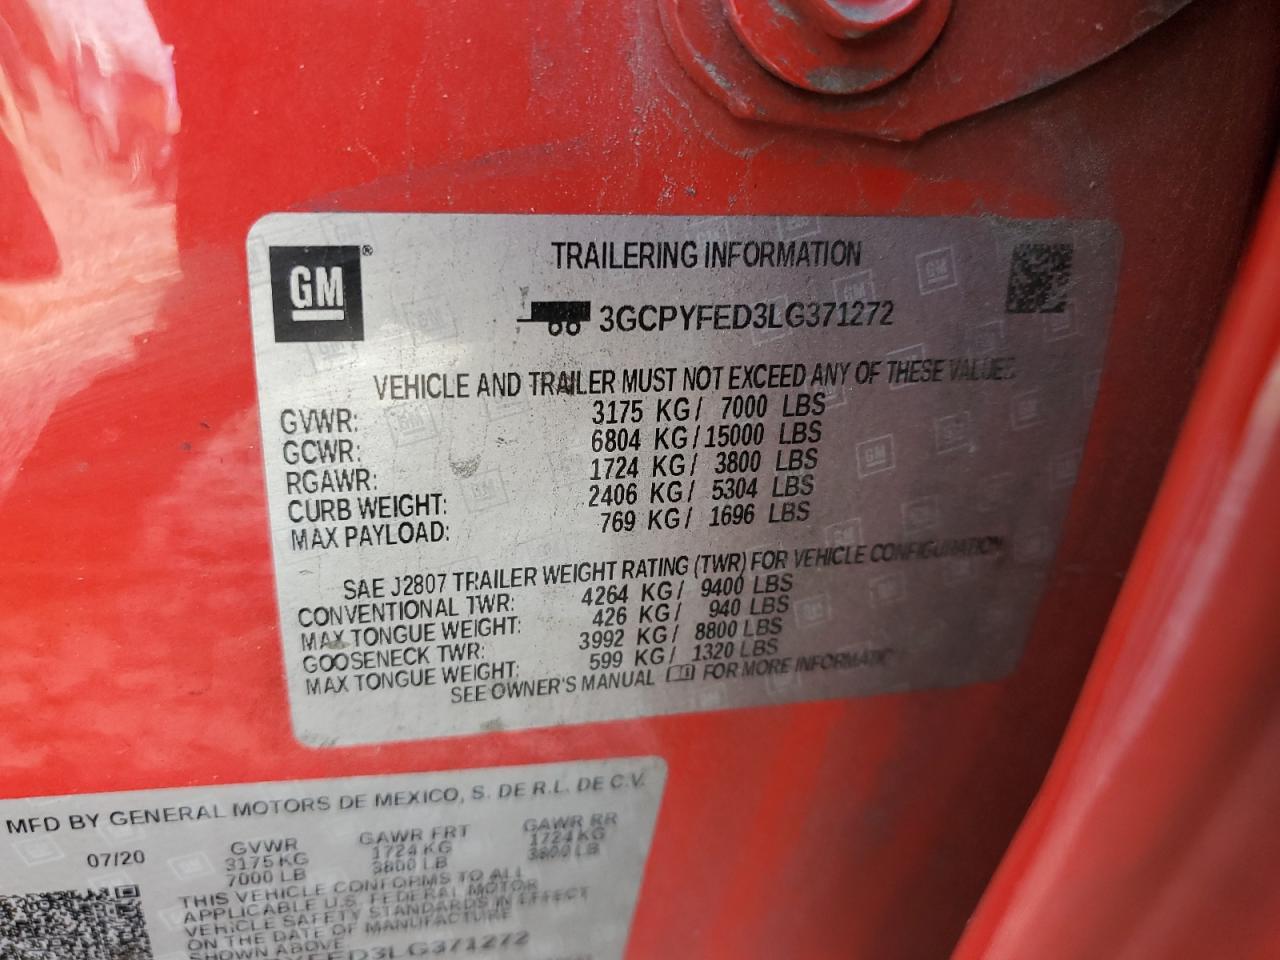 GM®
TRAILERING INFORMATION
3GCPYFED3LG371272
VEHICLE AND TRAILER MUST NOT EXCEED ANY OF THESE VALUES
GVWR: 3175 KG/ 7000 LBS
GCWR: 6804 KG/15000 LBS
RGAWR: 1724 KG/ 3800 LBS
CURB WEIGHT: 2406 KG/ 5304 LBS
MAX PAYLOAD: 769 KG/ 1696 LBS
SAE J2807 TRAILER WEIGHT RATING (TWR) FOR VEHICLE CONFIGURATION
CONVENTIONAL TWR: 4264 KG/ 9400 LBS
MAX TONGUE WEIGHT: 426 KG/ 940 LBS
GOOSENECK TWR: 3992 KG/ 8800 LBS
MAX TONGUE WEIGHT: 599 KG/ 1320 LBS
SEE OWNER'S MANUAL FOR MORE INFORMATION
MFD BY GENERAL MOTORS DE MEXICO, S. DE R.L. DE C.V.
07/20 GVWR GAWR FRT GAWR RR
3175 KG 1724 KG 1724 KG
7000 LB 3800 LB 3800 LB
THIS VEHICLE CONFORMS TO ALL
APPLICABLE U.S. FEDERAL MOTOR
VEHICLE SAFETY STANDARDS IN EFFECT
ON THE DATE OF MANUFACTURE
SHOWN ABOVE
YFED3LG371272